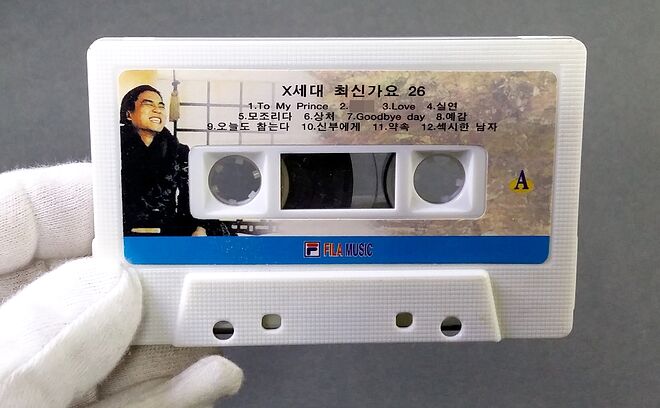 X세대 최신가요 26
1.To My Prince 2. 3.Love 4.실연
5.모조리다 6.상처 7.Goodbye day 8.예감
9.오늘도 참는다 10.신부에게 11.약속 12.섹시한 남자
A
FILA MUSIC